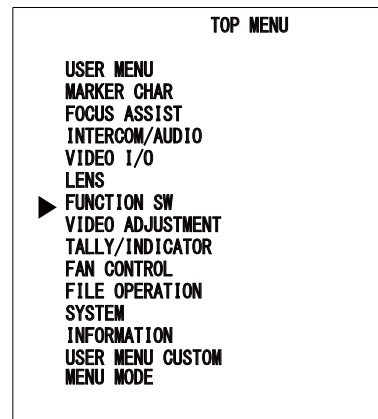 TOP MENU
USER MENU
MARKER CHAR
FOCUS ASSIST
INTERCOM/AUDIO
VIDEO I/O
LENS
FUNCTION SW
VIDEO ADJUSTMENT
TALLY/INDICATOR
FAN CONTROL
FILE OPERATION
SYSTEM
INFORMATION
USER MENU CUSTOM
MENU MODE